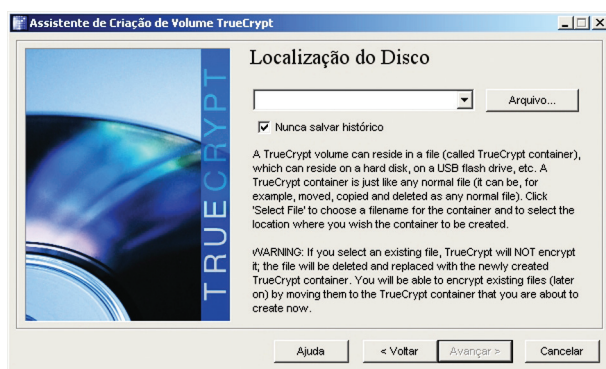 Assistente de Criação de Volume TrueCrypt
TRUECRYPT
Localização do Disco
Arquivo...
Nunca salvar histórico
A TrueCrypt volume can reside in a file (called TrueCrypt container),
which can reside on a hard disk, on a USB flash drive, etc. A
TrueCrypt container is just like any normal file (it can be, for
example, moved, copied and deleted as any normal file). Click
'Select File' to choose a filename for the container and to select the
location where you wish the container to be created.
WARNING: If you select an existing file, TrueCrypt will NOT encrypt
it; the file will be deleted and replaced with the newly created
TrueCrypt container. You will be able to encrypt existing files (later
on) by moving them to the TrueCrypt container that you are about to
create now.
Ajuda
< Voltar
Avançar >
Cancelar